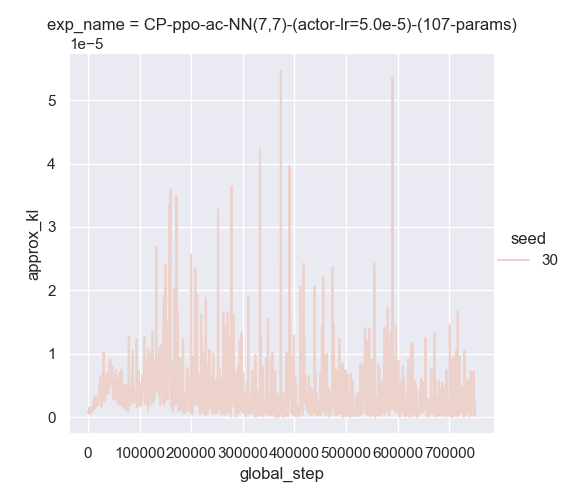 exp_name = CP-ppo-ac-NN(7,7)-(actor-lr=5.0e-5)-(107-params)
1e−5
5
4
3
2
1
0
approx_kl
seed
30
0 100000 200000 300000 400000 500000 600000 700000
global_step